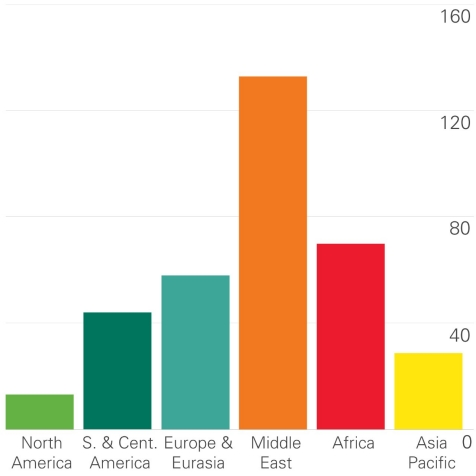 160
120
80
40
0
North
America
S. & Cent.
America
Europe &
Eurasia
Middle
East
Africa
Asia
Pacific